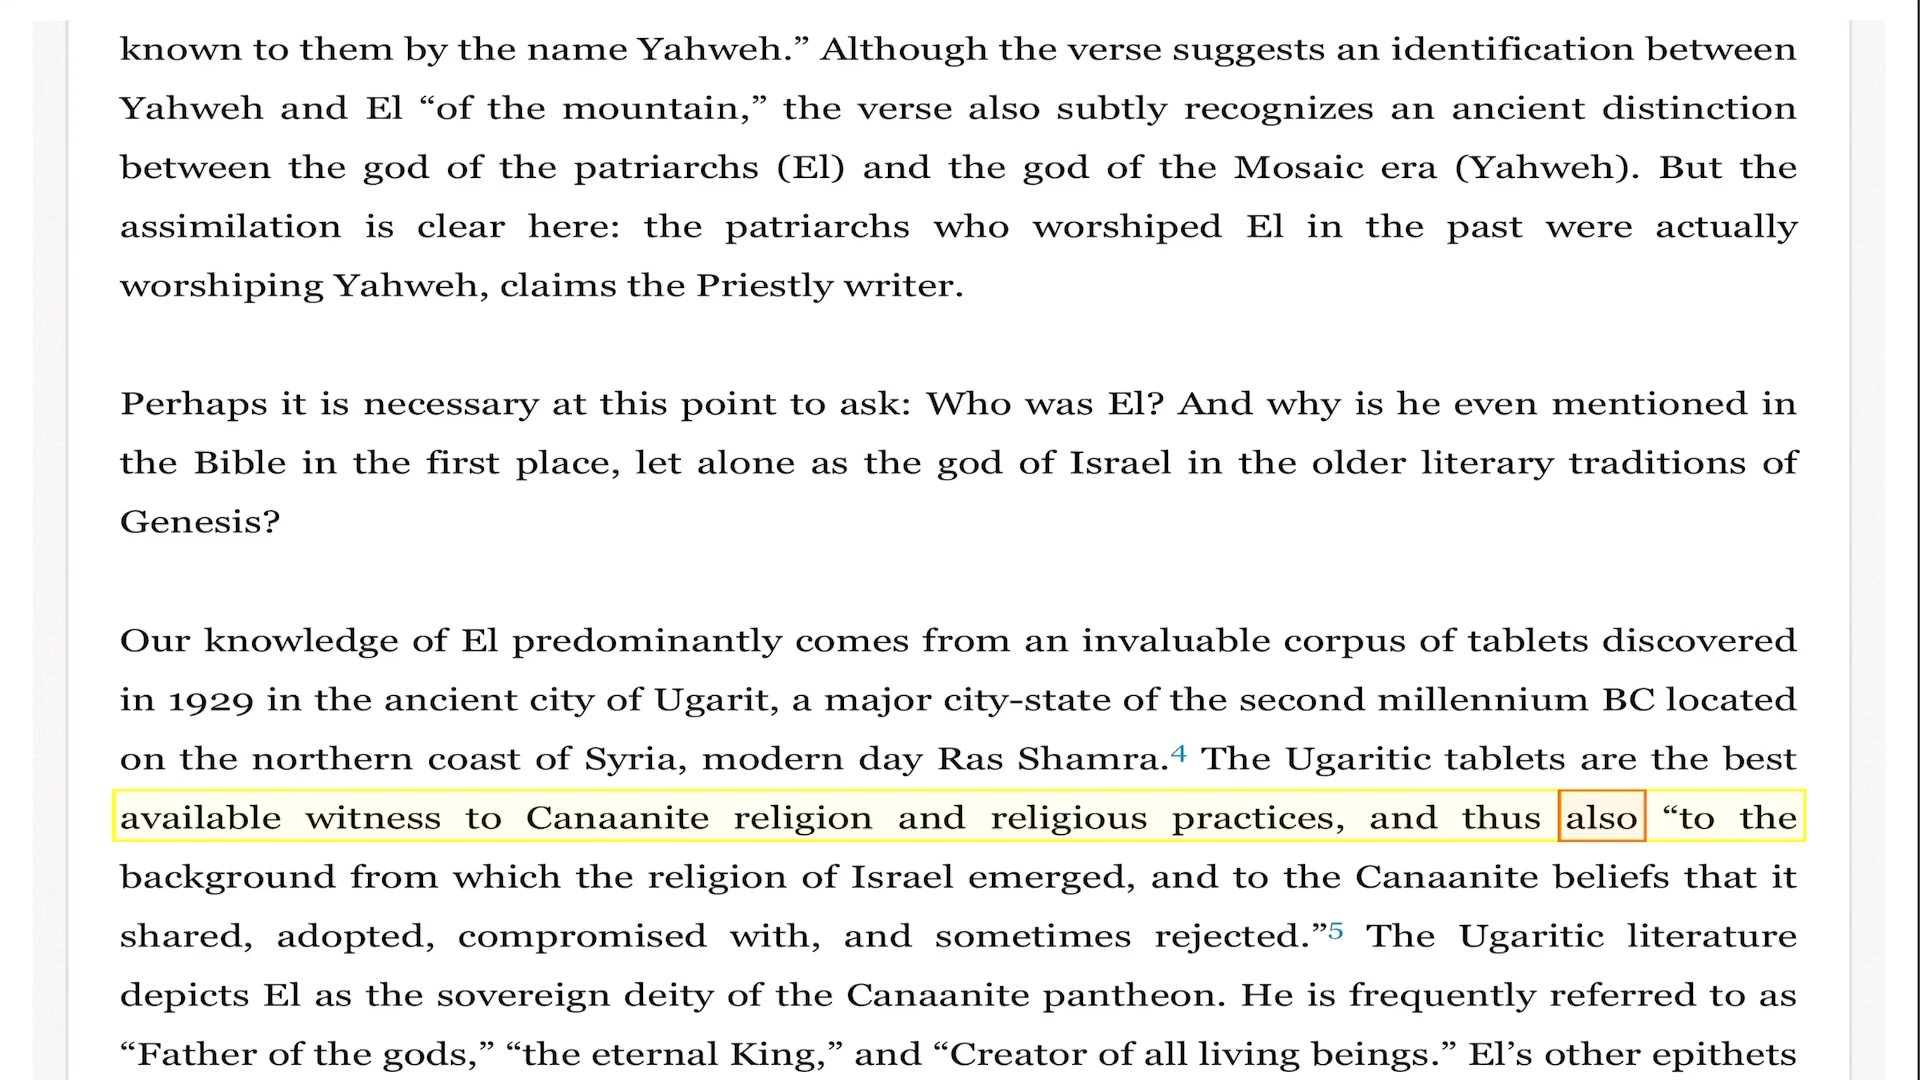 known to them by the name Yahweh.” Although the verse suggests an identification between
Yahweh and El “of the mountain,” the verse also subtly recognizes an ancient distinction
between the god of the patriarchs (El) and the god of the Mosaic era (Yahweh). But the
assimilation is clear here: the patriarchs who worshiped El in the past were actually
worshiping Yahweh, claims the Priestly writer.
Perhaps it is necessary at this point to ask: Who was El? And why is he even mentioned in
the Bible in the first place, let alone as the god of Israel in the older literary traditions of
Genesis?
Our knowledge of El predominantly comes from an invaluable corpus of tablets discovered
in 1929 in the ancient city of Ugarit, a major city-state of the second millennium BC located
on the northern coast of Syria, modern day Ras Shamra.4 The Ugaritic tablets are the best
available witness to Canaanite religion and religious practices, and thus also “to the
background from which the religion of Israel emerged, and to the Canaanite beliefs that it
shared, adopted, compromised with, and sometimes rejected.”5 The Ugaritic literature
depicts El as the sovereign deity of the Canaanite pantheon. He is frequently referred to as
“Father of the gods,” “the eternal King,” and “Creator of all living beings.” El’s other epithets